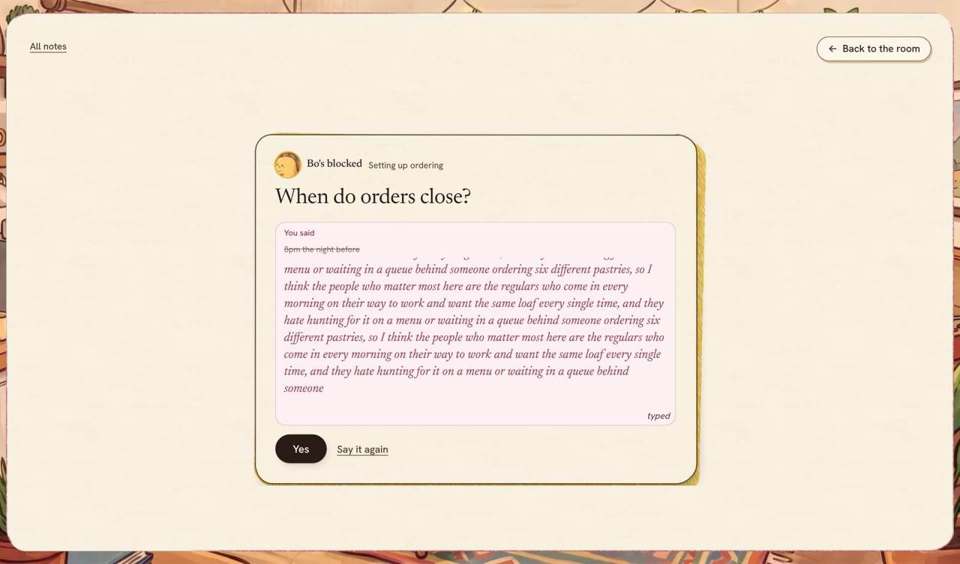 All notes
← Back to the room
Bo's blocked Setting up ordering
When do orders close?
You said
8pm the night before
menu or waiting in a queue behind someone ordering six different pastries, so I
think the people who matter most here are the regulars who come in every
morning on their way to work and want the same loaf every single time, and they
hate hunting for it on a menu or waiting in a queue behind someone ordering six
different pastries, so I think the people who matter most here are the regulars who
come in every morning on their way to work and want the same loaf every single
time, and they hate hunting for it on a menu or waiting in a queue behind
someone
typed
Yes
Say it again